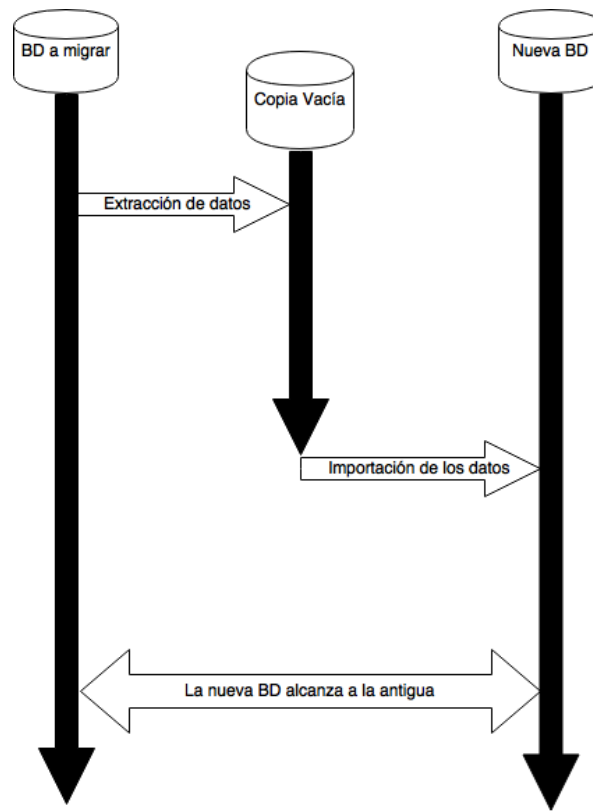 BD a migrar
Nueva BD
Copia Vacía
Extracción de datos
Importación de los datos
La nueva BD alcanza a la antigua